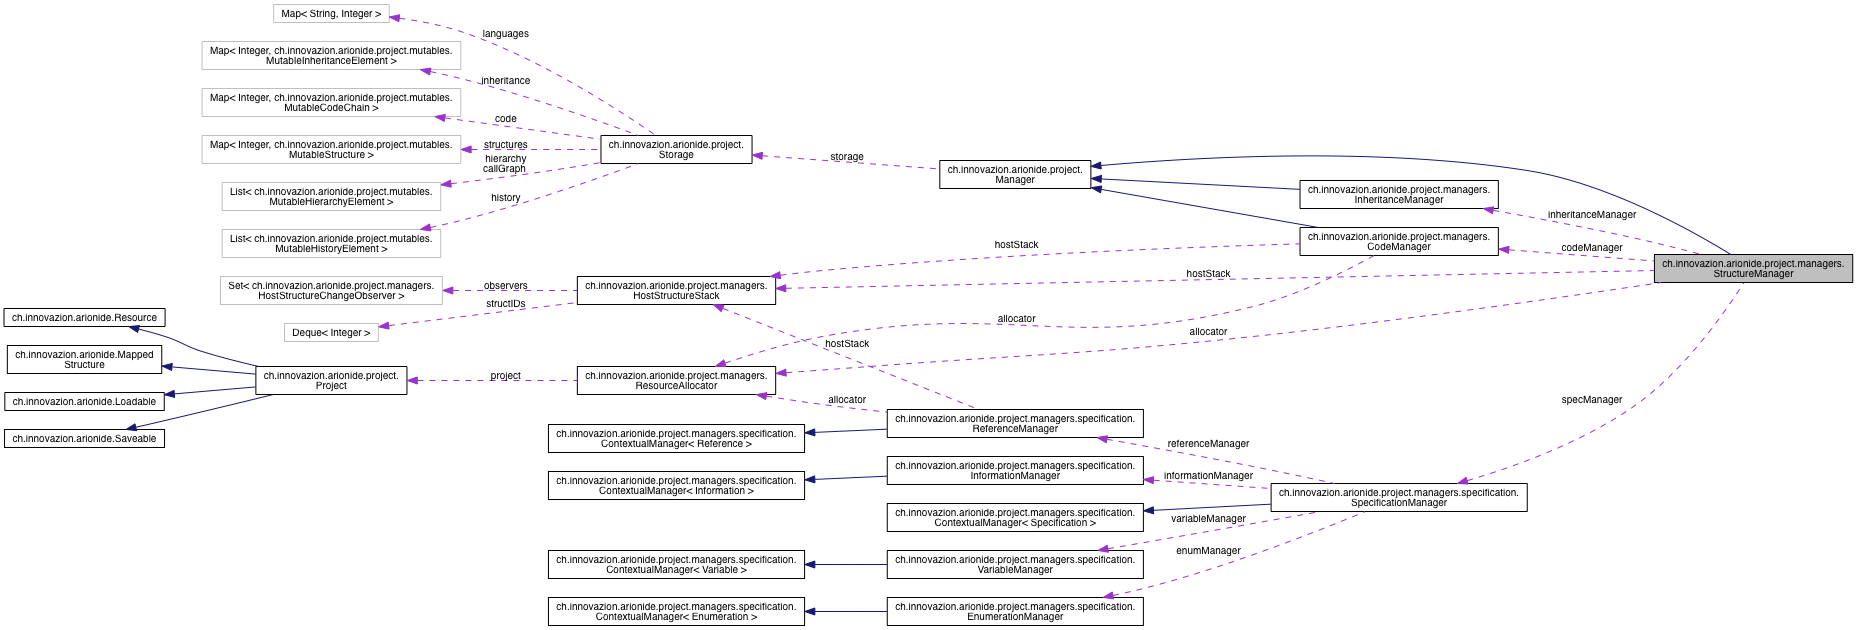 Map< String, Integer >
languages
Map< Integer, ch.innovazion.arionide.project.mutables.
MutableInheritanceElement >
inheritance
Map< Integer, ch.innovazion.arionide.project.mutables.
MutableCodeChain >
code
Map< Integer, ch.innovazion.arionide.project.mutables.
MutableStructure >
structures
hierarchy
callGraph
List< ch.innovazion.arionide.project.mutables.
MutableHierarchyElement >
history
List< ch.innovazion.arionide.project.mutables.
MutableHistoryElement >
ch.innovazion.arionide.project.
Storage
storage
ch.innovazion.arionide.project.
Manager
ch.innovazion.arionide.project.managers.
InheritanceManager
inheritanceManager
ch.innovazion.arionide.project.managers.
CodeManager
codeManager
ch.innovazion.arionide.project.managers.
StructureManager
hostStack
hostStack
Set< ch.innovazion.arionide.project.managers.
HostStructureChangeObserver >
observers
structIDs
Deque< Integer >
ch.innovazion.arionide.project.managers.
HostStructureStack
allocator
allocator
hostStack
ch.innovazion.arionide.Resource
ch.innovazion.arionide.Mapped
Structure
ch.innovazion.arionide.Loadable
ch.innovazion.arionide.Saveable
ch.innovazion.arionide.project.
Project
project
ch.innovazion.arionide.project.managers.
ResourceAllocator
allocator
specManager
ch.innovazion.arionide.project.managers.specification.
ContextualManager< Reference >
ch.innovazion.arionide.project.managers.specification.
ReferenceManager
referenceManager
ch.innovazion.arionide.project.managers.specification.
ContextualManager< Information >
ch.innovazion.arionide.project.managers.specification.
InformationManager
informationManager
ch.innovazion.arionide.project.managers.specification.
SpecificationManager
ch.innovazion.arionide.project.managers.specification.
ContextualManager< Specification >
variableManager
enumManager
ch.innovazion.arionide.project.managers.specification.
ContextualManager< Variable >
ch.innovazion.arionide.project.managers.specification.
VariableManager
ch.innovazion.arionide.project.managers.specification.
ContextualManager< Enumeration >
ch.innovazion.arionide.project.managers.specification.
EnumerationManager